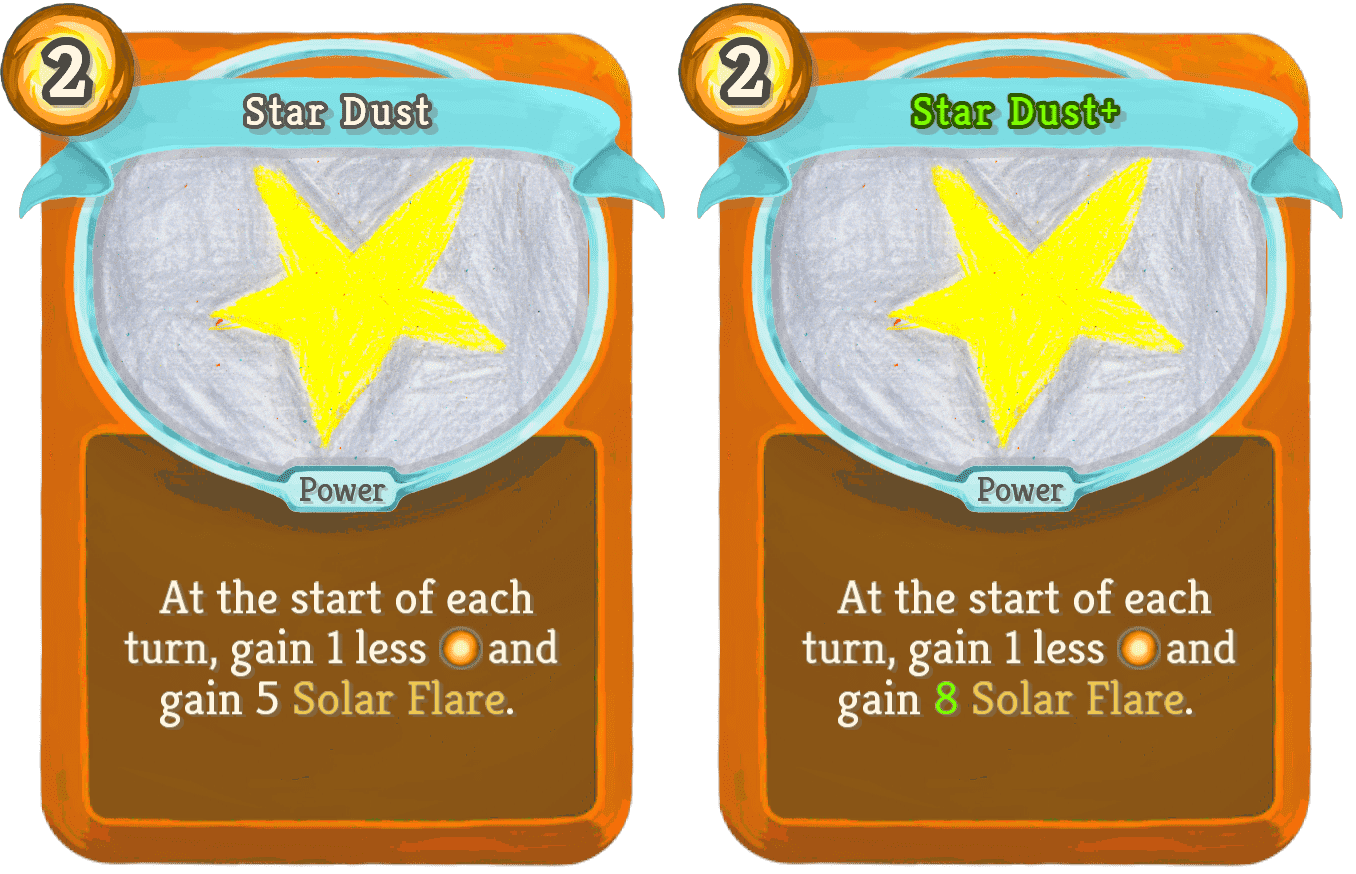 2
Star Dust
Power
At the start of each
turn, gain 1 less and
gain 5 Solar Flare.
2
Star Dust+
Power
At the start of each
turn, gain 1 less and
gain 8 Solar Flare.